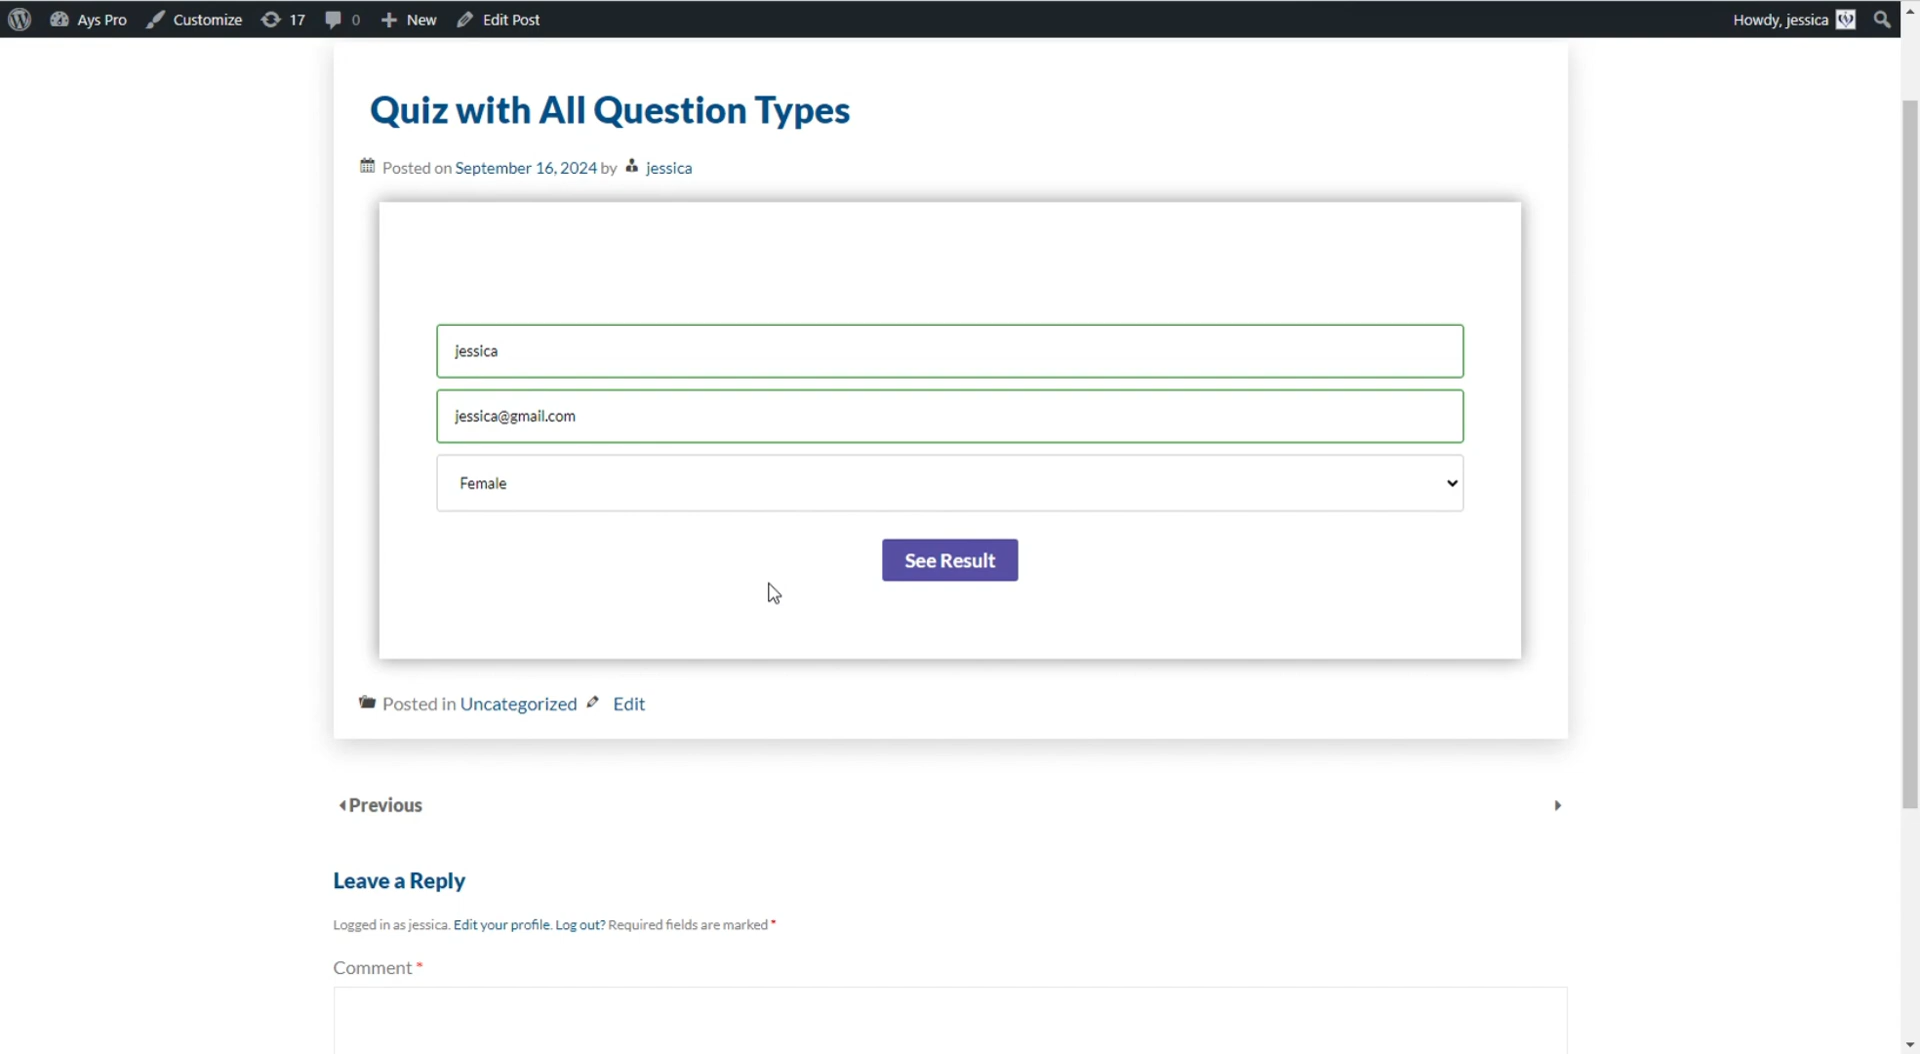 Ays Pro Customize 17 0 New Edit Post Howdy, jessica
Quiz with All Question Types
Posted on September 16, 2024 by jessica
jessica
jessica@gmail.com
Female
See Result
Posted in Uncategorized Edit
Previous
Leave a Reply
Logged in as jessica. Edit your profile. Log out? Required fields are marked *
Comment *